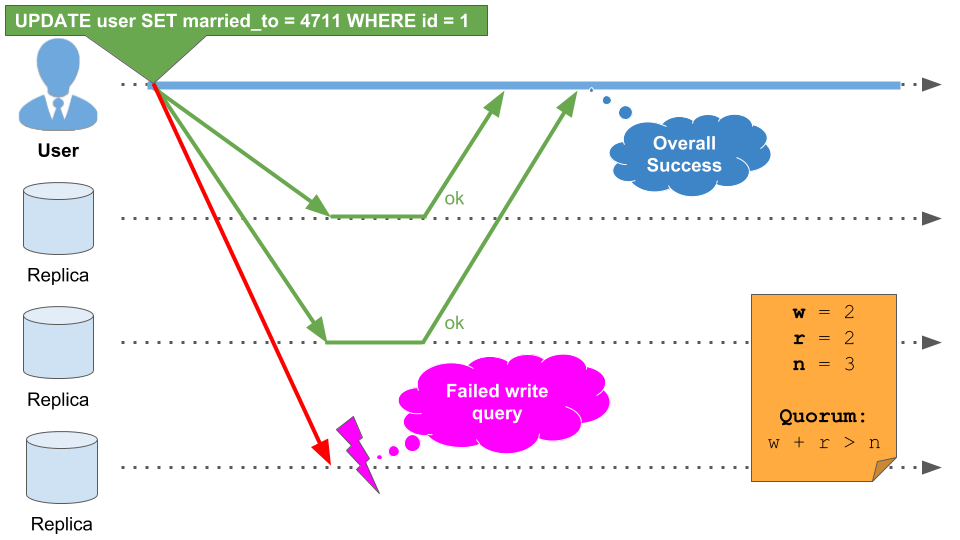 UPDATE user SET married_to = 4711 WHERE id = 1
User
Overall
Success
ok
Replica
ok
Replica
Failed write
query
Replica
w = 2
r = 2
n = 3
Quorum:
w + r > n